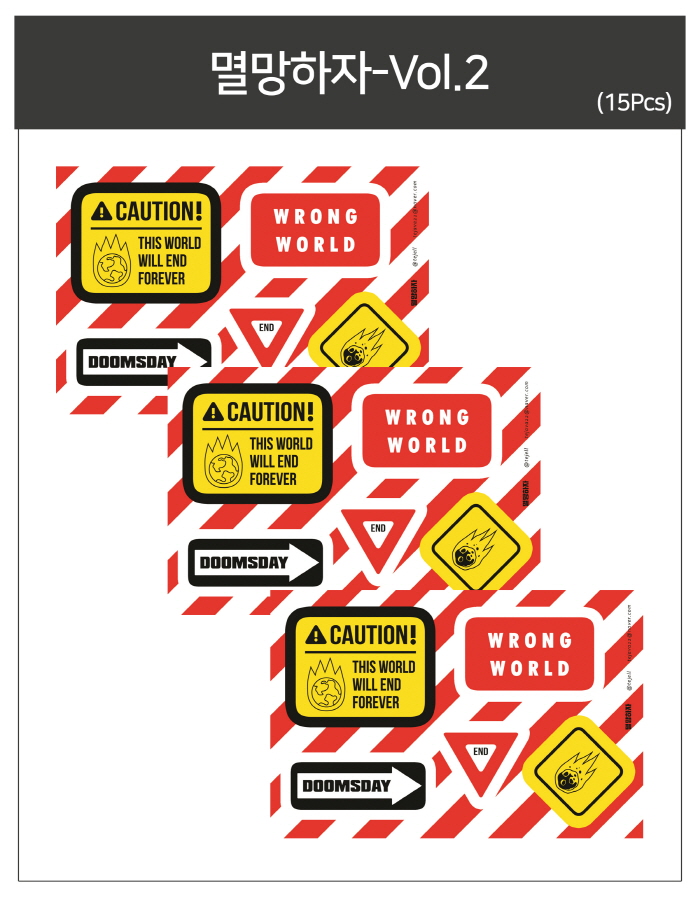 멸망하자-Vol.2
(15Pcs)
CAUTION!
THIS WORLD
WILL END
FOREVER
WRONG
WORLD
END
DOOMSDAY
CAUTION!
THIS WORLD
WILL END
FOREVER
WRONG
WORLD
END
DOOMSDAY
CAUTION!
THIS WORLD
WILL END
FOREVER
WRONG
WORLD
END
DOOMSDAY